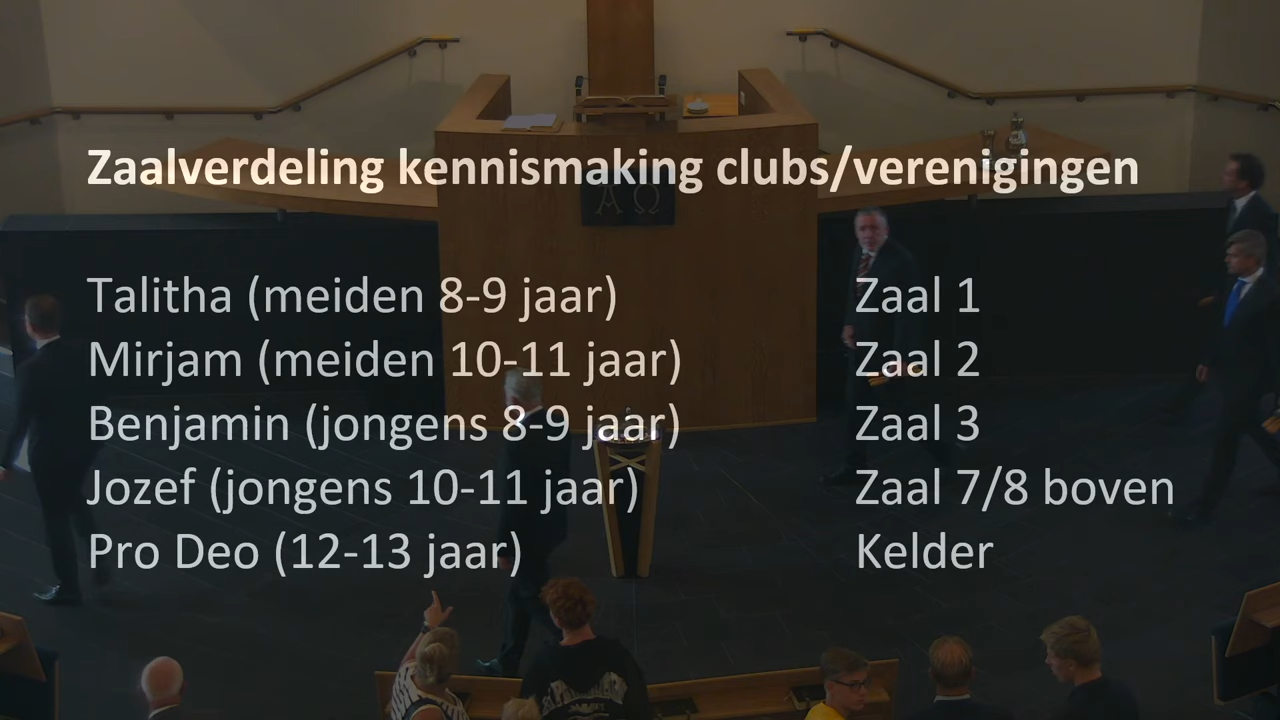 Zaalverdeling kennismaking clubs/verenigingen
Α Ω
Talitha (meiden 8-9 jaar) Zaal 1
Mirjam (meiden 10-11 jaar) Zaal 2
Benjamin (jongens 8-9 jaar) Zaal 3
Jozef (jongens 10-11 jaar) Zaal 7/8 boven
Pro Deo (12-13 jaar) Kelder